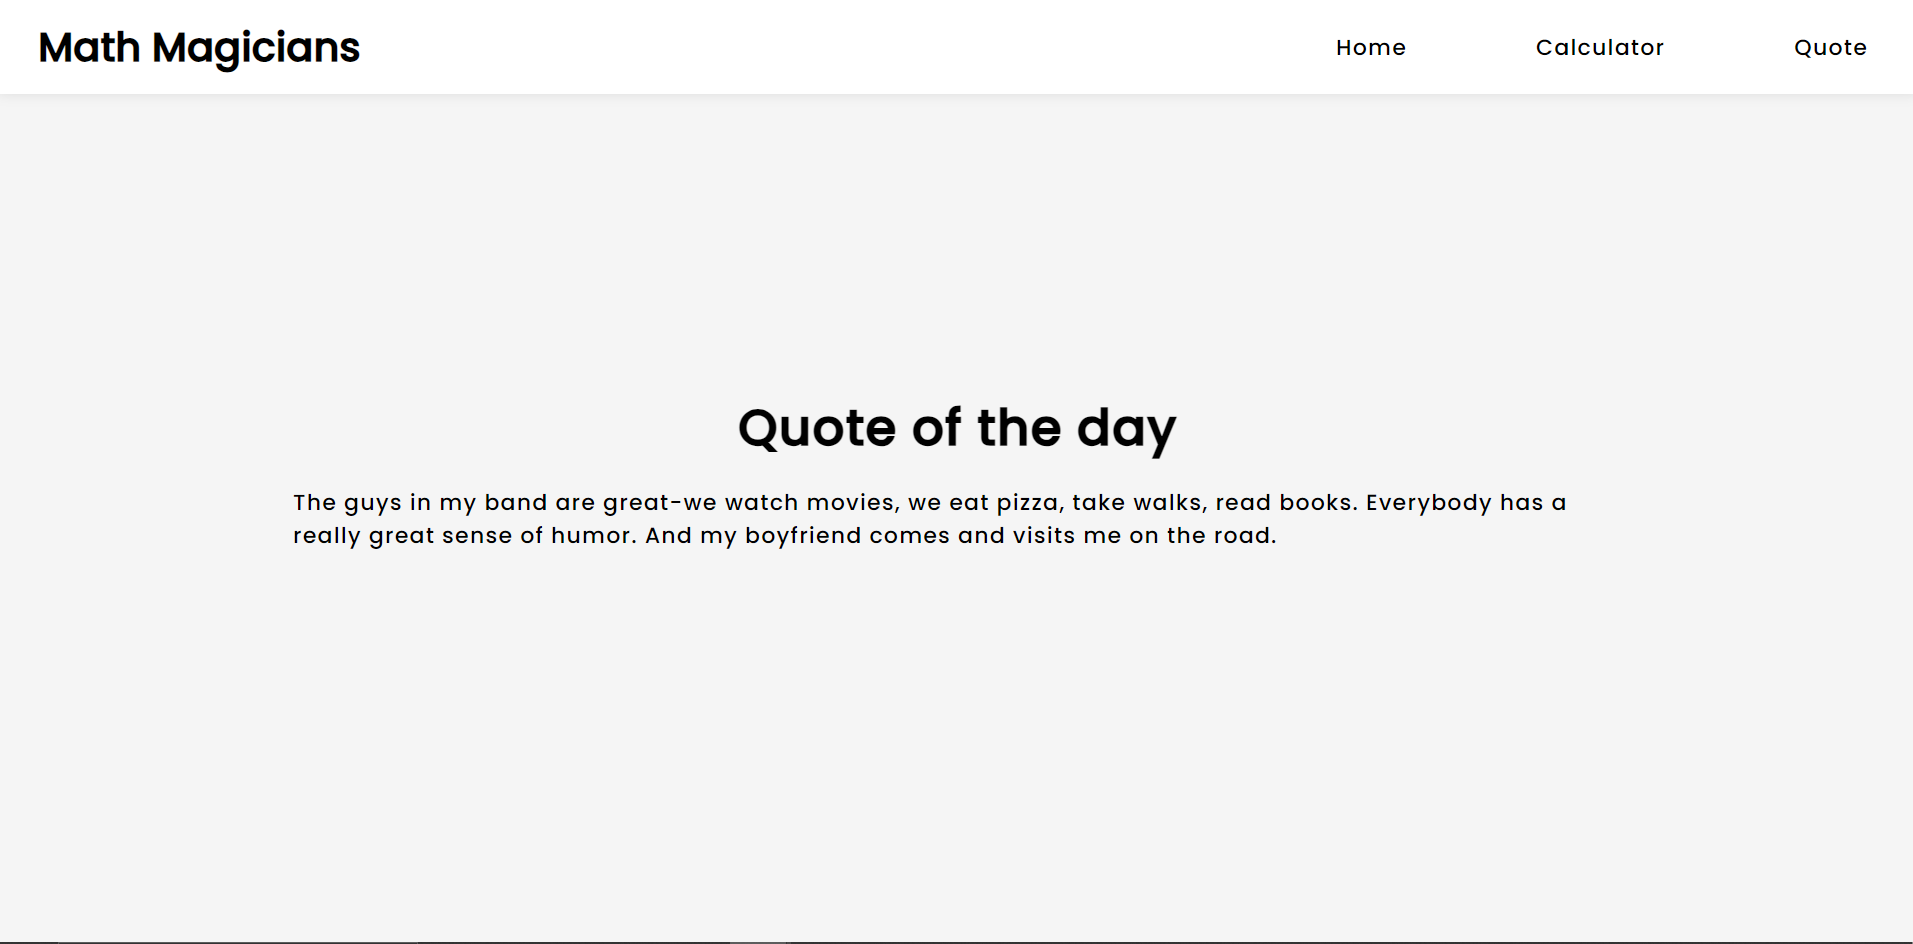 Math Magicians
Home Calculator Quote
Quote of the day
The guys in my band are great-we watch movies, we eat pizza, take walks, read books. Everybody has a
really great sense of humor. And my boyfriend comes and visits me on the road.